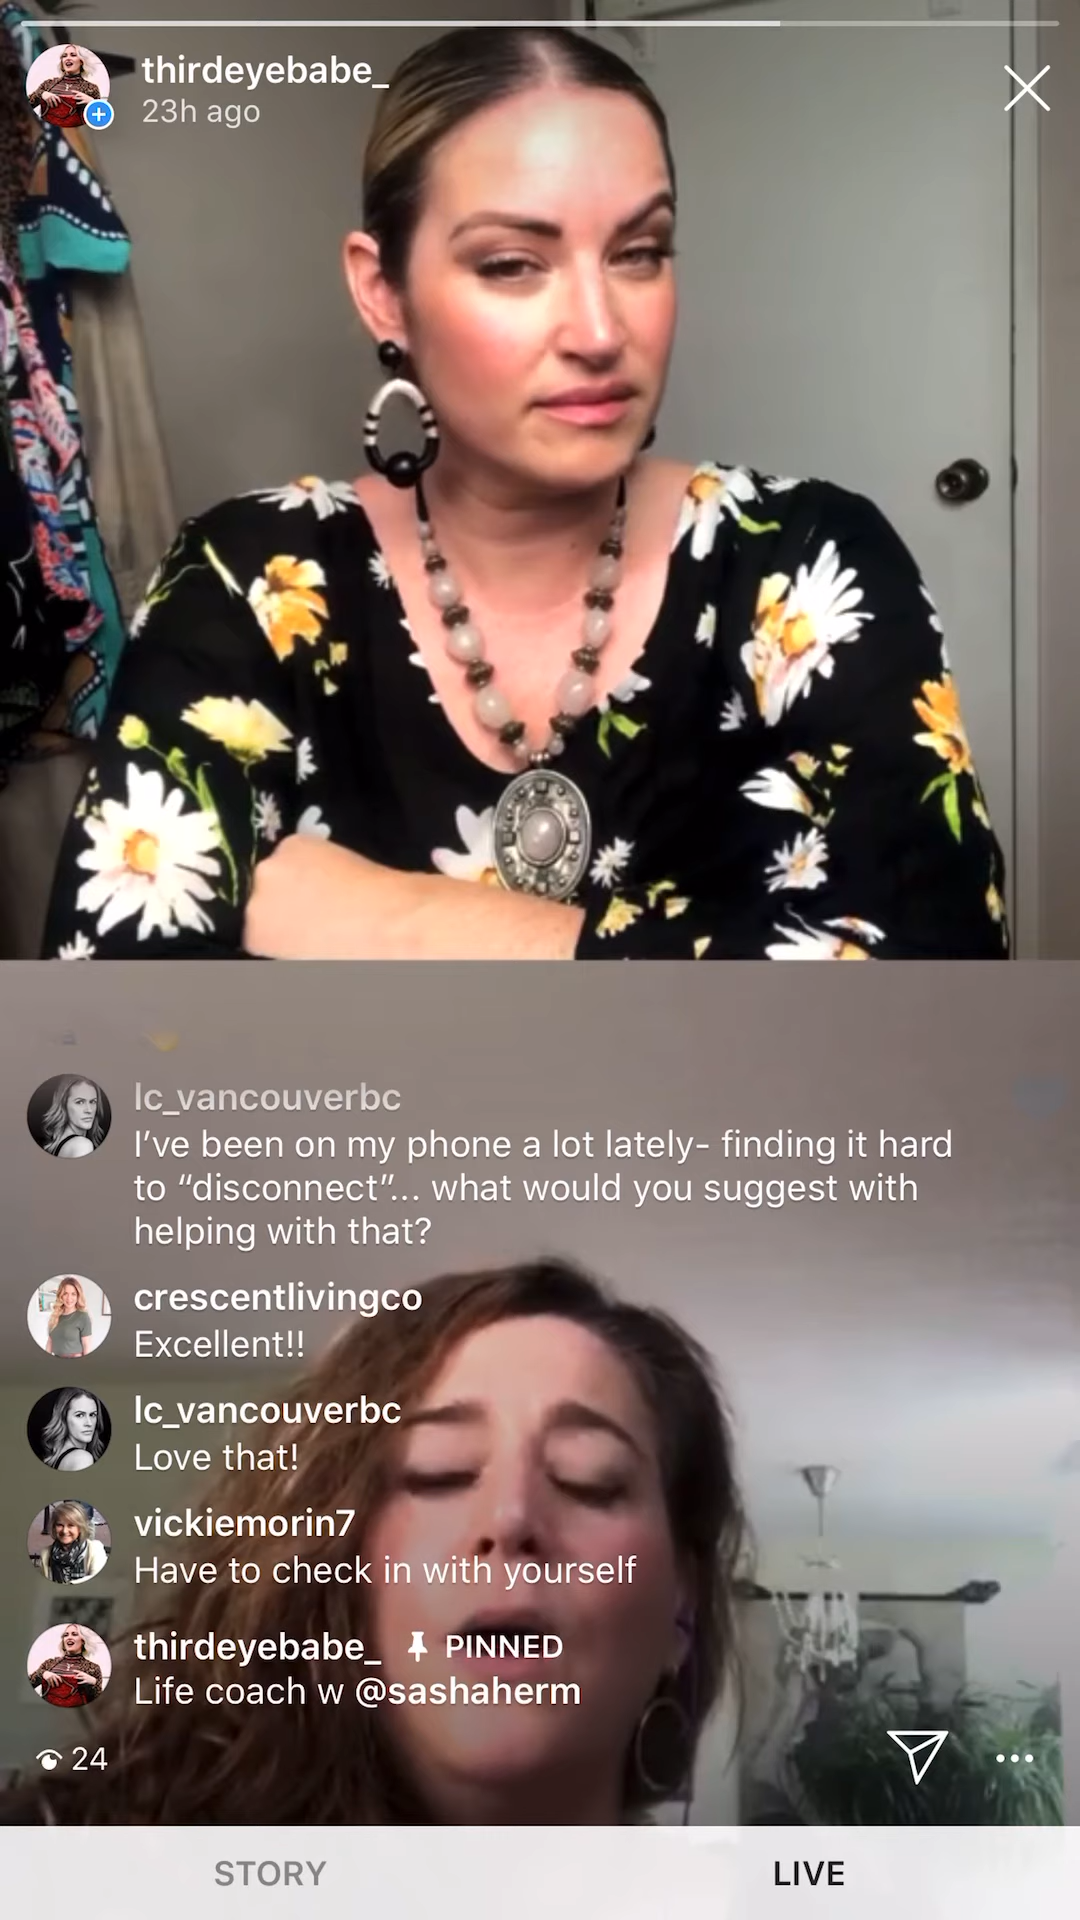 thirdeyebabe_
23h ago
lc_vancouverbc
I’ve been on my phone a lot lately- finding it hard
to “disconnect”... what would you suggest with
helping with that?
crescentlivingco
Excellent!!
lc_vancouverbc
Love that!
vickiemorin7
Have to check in with yourself
thirdeyebabe_ PINNED
Life coach w @sashaherm
24
STORY LIVE